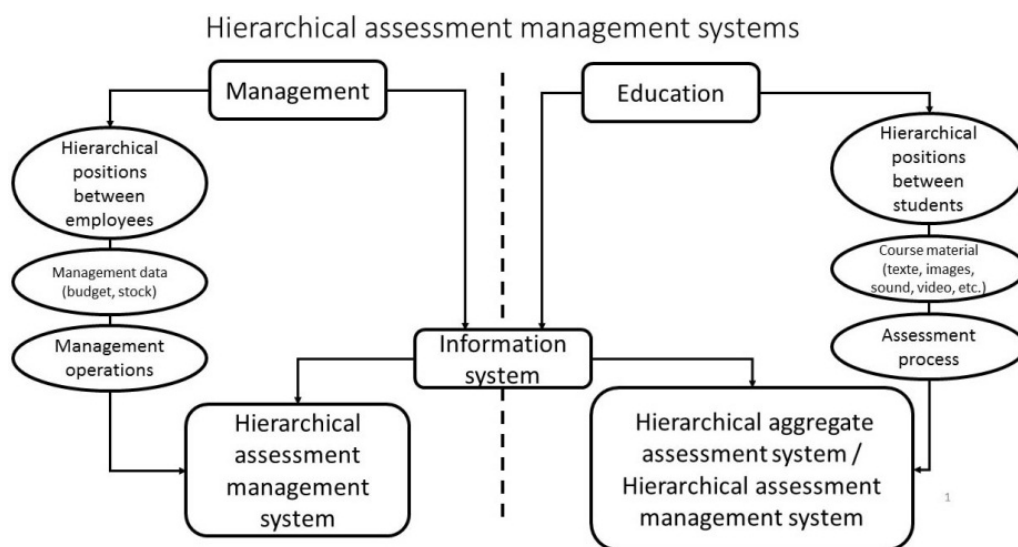 Hierarchical assessment management systems
Management
Education
Hierarchical
positions
between
employees
Hierarchical
positions
between
students
Management data
(budget, stock)
Course material
(texte, images,
sound, video, etc.)
Management
operations
Information
system
Assessment
process
Hierarchical
assessment
management
system
Hierarchical aggregate
assessment system /
Hierarchical assessment
management system
1